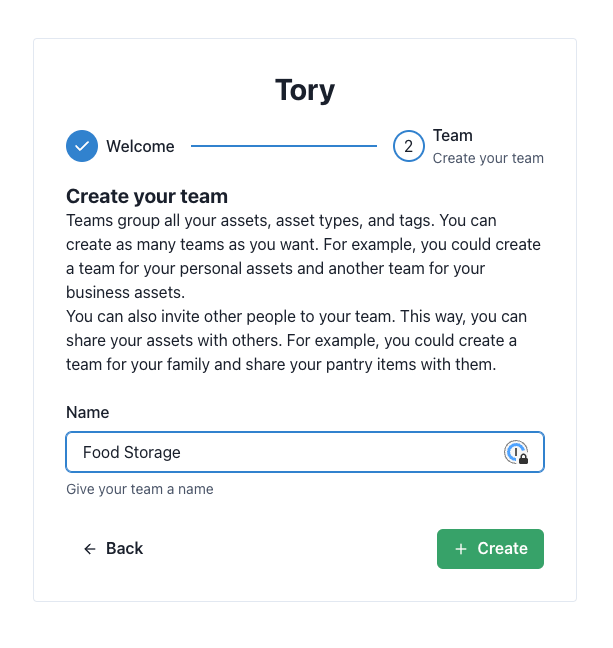 Tory
Welcome
2
Team
Create your team
Create your team
Teams group all your assets, asset types, and tags. You can
create as many teams as you want. For example, you could create
a team for your personal assets and another team for your
business assets.
You can also invite other people to your team. This way, you can
share your assets with others. For example, you could create a
team for your family and share your pantry items with them.
Name
Food Storage
Give your team a name
Back
Create